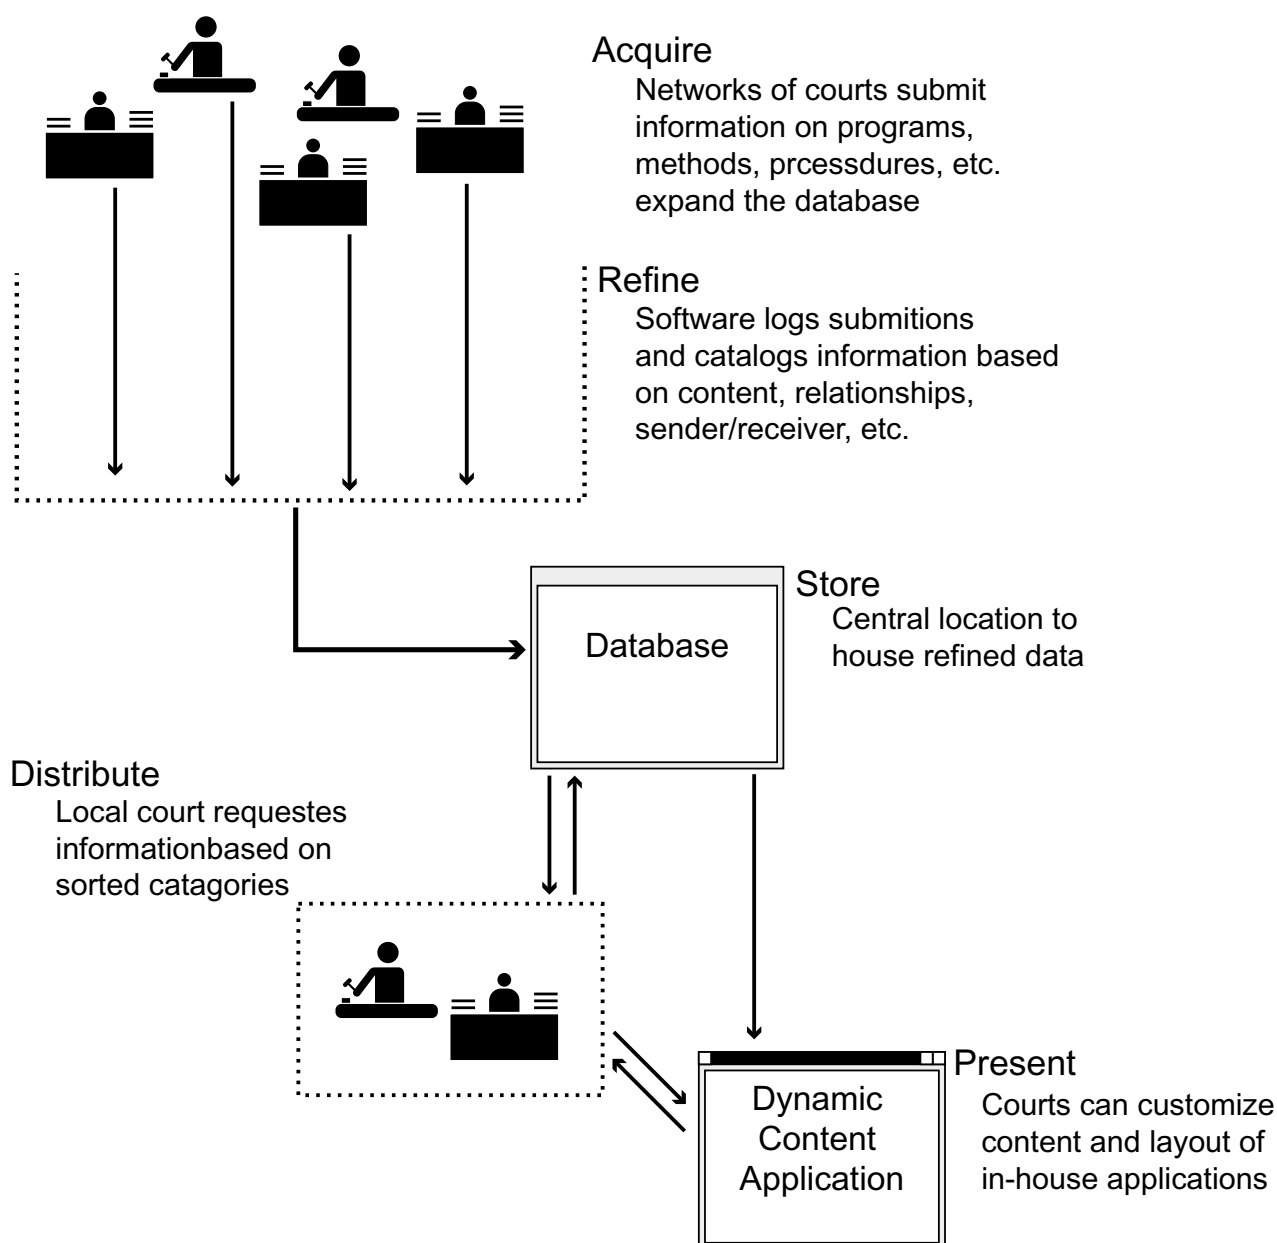 Acquire
Networks of courts submit
information on programs,
methods, prcessdures, etc.
expand the database
Refine
Software logs submitions
and catalogs information based
on content, relationships,
sender/receiver, etc.
Store
Central location to
house refined data
Database
Distribute
Local court requestes
informationbased on
sorted catagories
Present
Courts can customize
content and layout of
in-house applications
Dynamic
Content
Application